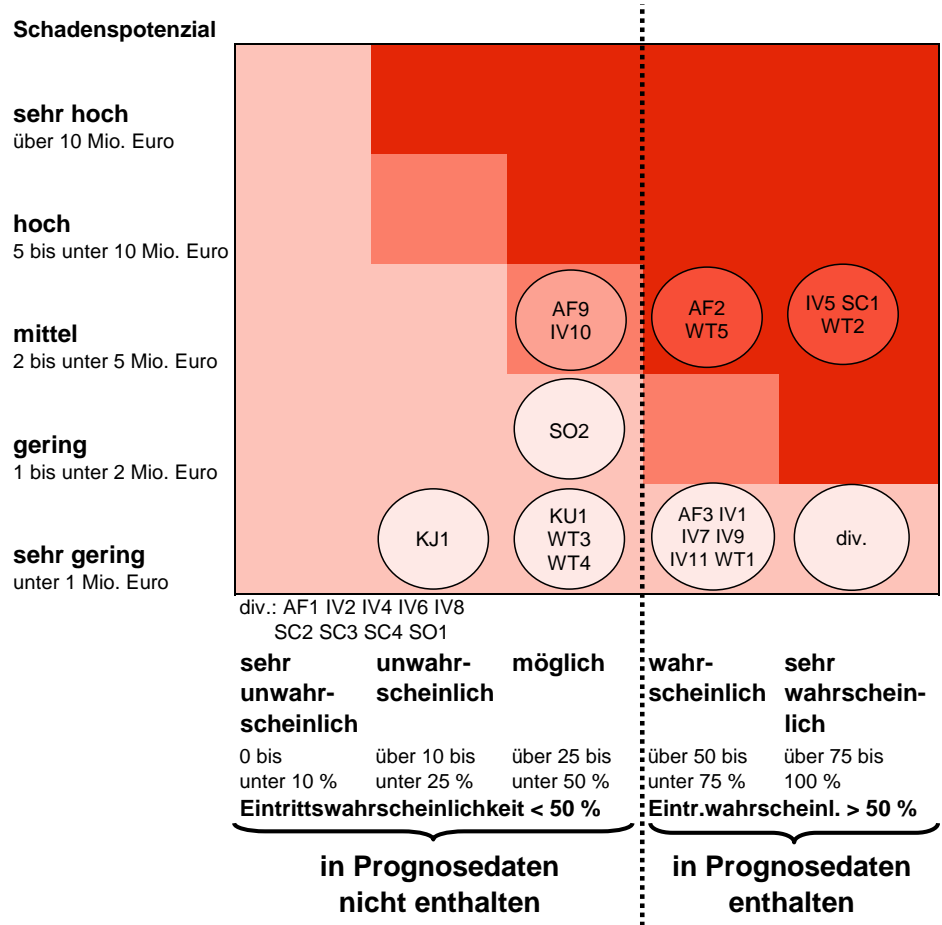 Schadenspotenzial
sehr hoch
über 10 Mio. Euro
hoch
5 bis unter 10 Mio. Euro
mittel
2 bis unter 5 Mio. Euro
AF9
IV10
AF2
WT5
IV5 SC1
WT2
gering
1 bis unter 2 Mio. Euro
SO2
sehr gering
unter 1 Mio. Euro
KJ1
KU1
WT3
WT4
AF3 IV1
IV7 IV9
IV11 WT1
div.
div.: AF1 IV2 IV4 IV6 IV8
SC2 SC3 SC4 SO1
sehr
unwahr-
scheinlich
0 bis
unter 10 %
unwahr-
scheinlich
über 10 bis
unter 25 %
möglich
über 25 bis
unter 50 %
wahr-
scheinlich
über 50 bis
unter 75 %
sehr
wahrschein-
lich
über 75 bis
100 %
Eintrittswahrscheinlichkeit < 50 %
Eintr.wahrscheinl. > 50 %
in Prognosedaten
nicht enthalten
in Prognosedaten
enthalten